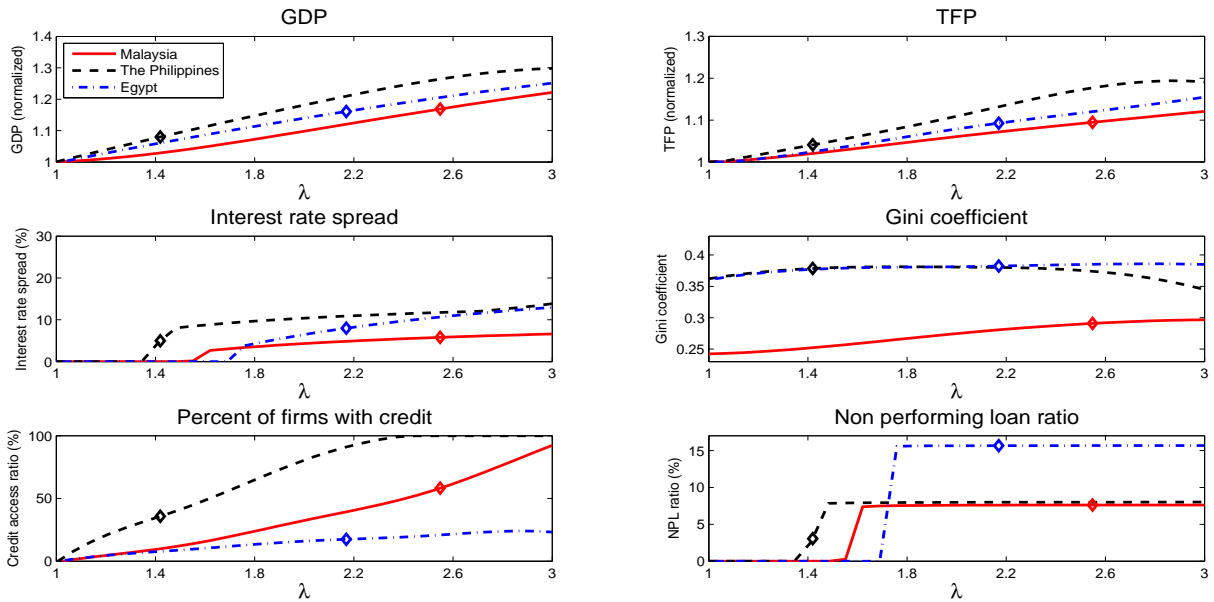 GDP
GDP (normalized)
1.4
1.3
1.2
1.1
1
Malaysia
The Philippines
Egypt
1 1.4 1.8 2.2 2.6 3
λ
TFP
TFP (normalized)
1.3
1.2
1.1
1
1 1.4 1.8 2.2 2.6 3
λ
Interest rate spread
Interest rate spread (%)
30
20
10
0
1 1.4 1.8 2.2 2.6 3
λ
Gini coefficient
Gini coefficient
0.4
0.35
0.3
0.25
1 1.4 1.8 2.2 2.6 3
λ
Percent of firms with credit
Credit access ratio (%)
100
50
0
1 1.4 1.8 2.2 2.6 3
λ
Non performing loan ratio
NPL ratio (%)
15
10
5
0
1 1.4 1.8 2.2 2.6 3
λ